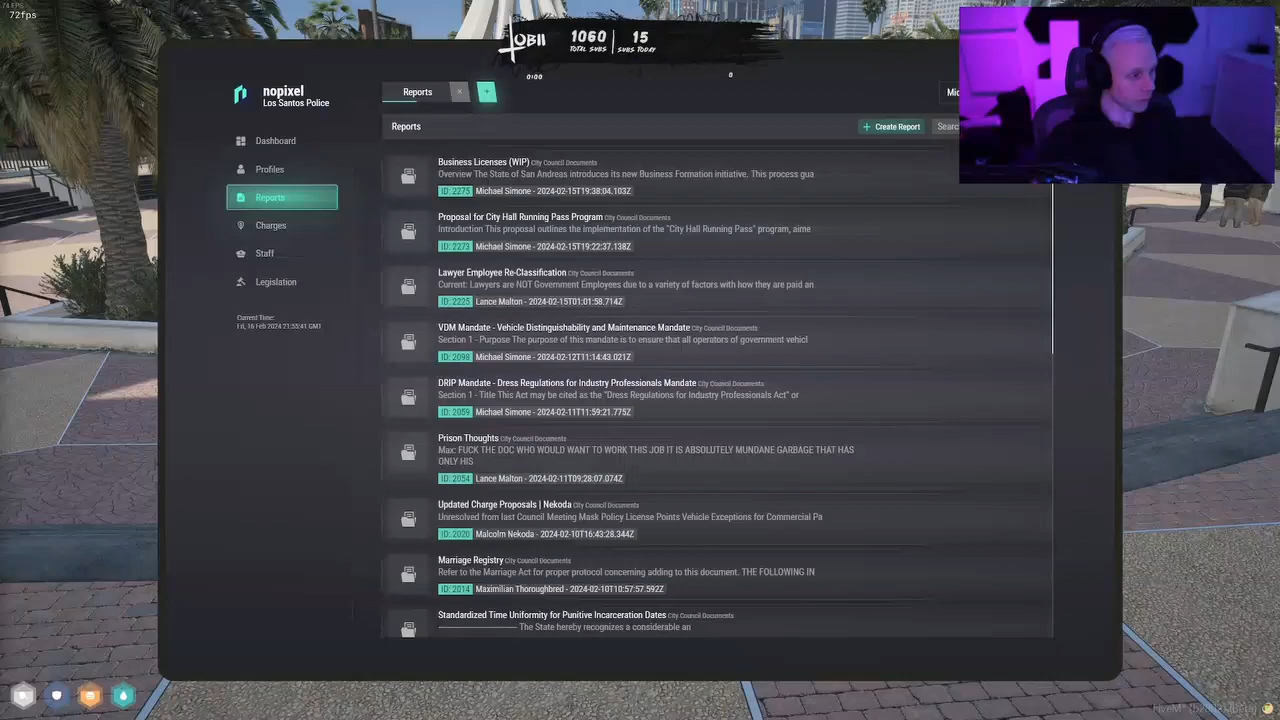 72fps
TOBII
1060
TOTAL SUBS
15
SUBS TODAY
0:00
0
nopixel
Los Santos Police
Dashboard
Profiles
Reports
Charges
Staff
Legislation
Current Time:
Fri, 16 Feb 2024 21:55:41 GMT
Reports
×
+
Reports
+ Create Report
Searc
Business Licenses (WIP) City Council Documents
Overview The State of San Andreas introduces its new Business Formation initiative. This process gua
ID: 2275 Michael Simone - 2024-02-15T19:38:04.103Z
Proposal for City Hall Running Pass Program City Council Documents
Introduction This proposal outlines the implementation of the "City Hall Running Pass" program, aime
ID: 2273 Michael Simone - 2024-02-15T19:22:37.138Z
Lawyer Employee Re-Classification City Council Documents
Current: Lawyers are NOT Government Employees due to a variety of factors with how they are paid an
ID: 2225 Lance Malton - 2024-02-15T01:01:58.714Z
VDM Mandate - Vehicle Distinguishability and Maintenance Mandate City Council Documents
Section 1 - Purpose The purpose of this mandate is to ensure that all operators of government vehicl
ID: 2098 Michael Simone - 2024-02-12T11:14:43.021Z
DRIP Mandate - Dress Regulations for Industry Professionals Mandate City Council Documents
Section 1 - Title This Act may be cited as the "Dress Regulations for Industry Professionals Act" or
ID: 2059 Michael Simone - 2024-02-11T11:59:21.775Z
Prison Thoughts City Council Documents
Max: FUCK THE DOC WHO WOULD WANT TO WORK THIS JOB IT IS ABSOLUTELY MUNDANE GARBAGE THAT HAS
ONLY HIS
ID: 2054 Lance Malton - 2024-02-11T09:28:07.074Z
Updated Charge Proposals | Nekoda City Council Documents
Unresolved from last Council Meeting Mask Policy License Points Vehicle Exceptions for Commercial Pa
ID: 2020 Malcolm Nekoda - 2024-02-10T16:43:28.344Z
Marriage Registry City Council Documents
Refer to the Marriage Act for proper protocol concerning adding to this document. THE FOLLOWING IN
ID: 2014 Maximilian Thoroughbred - 2024-02-10T10:57:57.592Z
Standardized Time Uniformity for Punitive Incarceration Dates City Council Documents
—————— The State hereby recognizes a considerable an